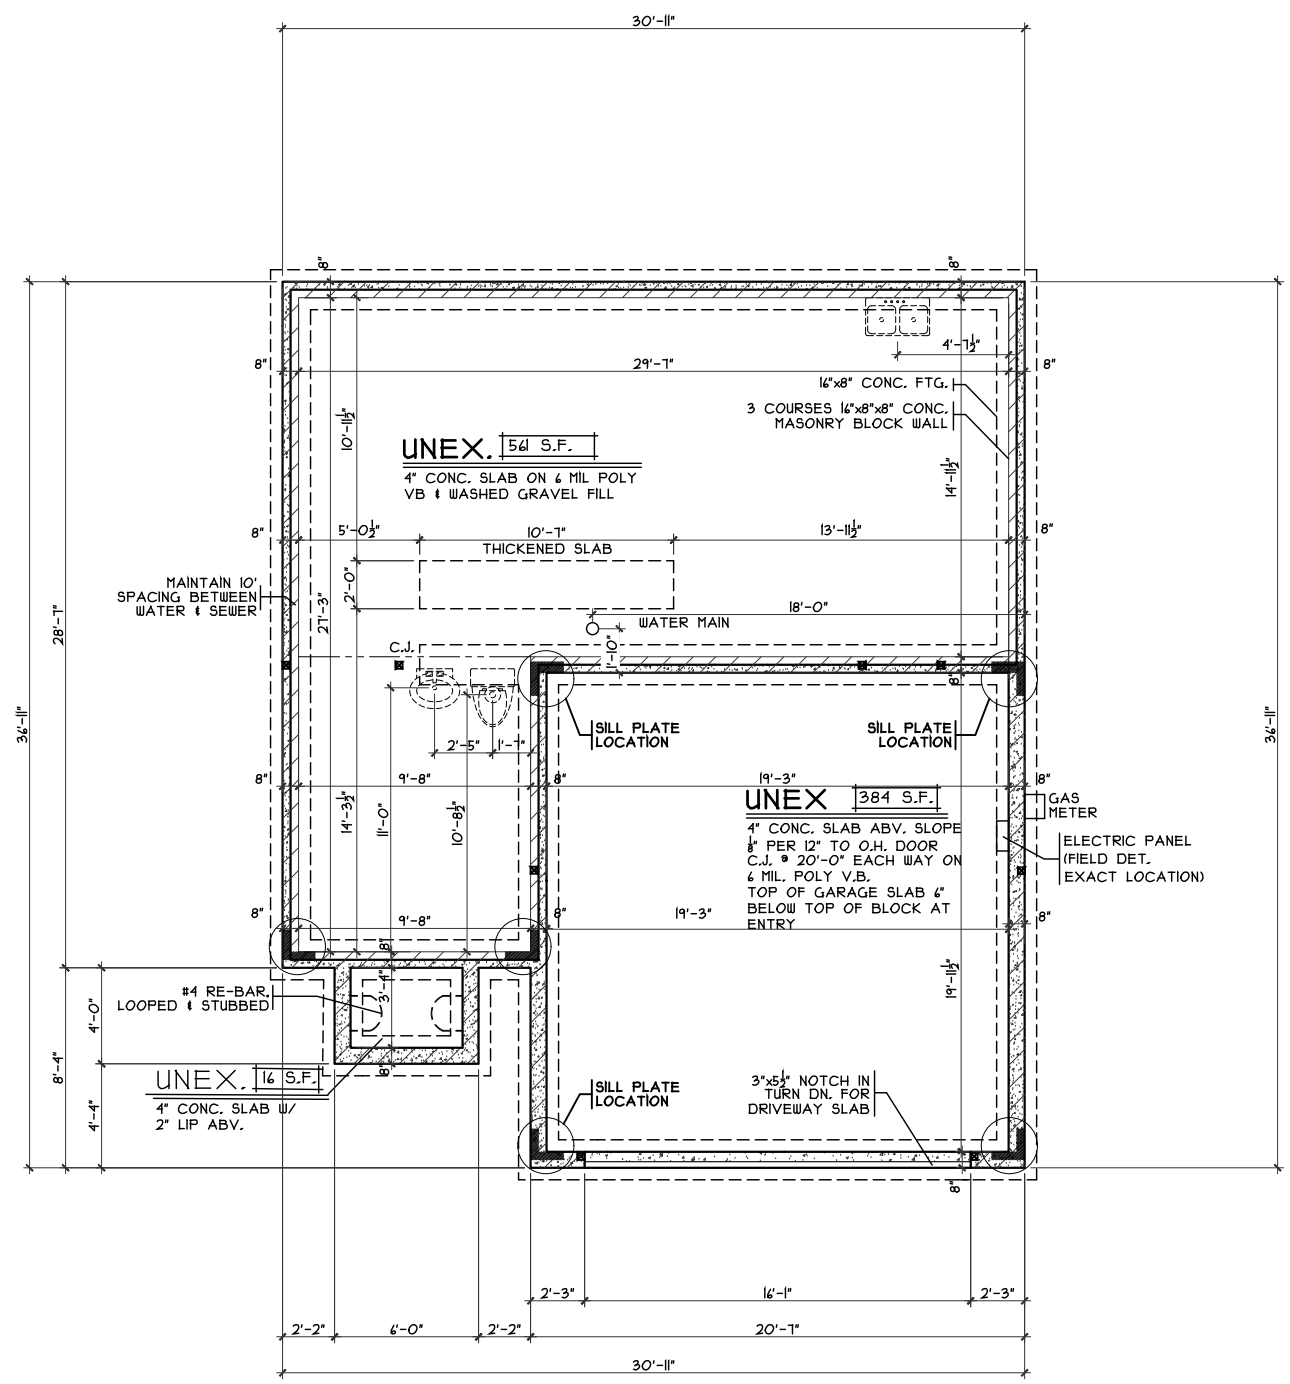 30'-11"
8"
8"
8"
29'-7"
4'-7½"
8"
16"x8" CONC. FTG.
3 COURSES 16"x8"x8" CONC.
MASONRY BLOCK WALL
10'-11½"
UNEX. 561 S.F.
4" CONC. SLAB ON 6 MIL POLY
VB & WASHED GRAVEL FILL
14'-11½"
8"
5'-0½"
10'-7"
13'-11½"
8"
THICKENED SLAB
2'-0"
MAINTAIN 10'
SPACING BETWEEN
WATER & SEWER
27'-3"
18'-0"
WATER MAIN
28'-7"
1'-10"
C.J.
8"
36'-11"
36'-11"
SILL PLATE
LOCATION
SILL PLATE
LOCATION
2'-5"
1'-7"
8"
9'-8"
8"
19'-3"
8"
14'-3½"
11'-0"
10'-8½"
UNEX 384 S.F.
GAS
METER
4" CONC. SLAB ABV. SLOPE
⅛" PER 12" TO O.H. DOOR
C.J. @ 20'-0" EACH WAY ON
6 MIL. POLY V.B.
TOP OF GARAGE SLAB 6"
BELOW TOP OF BLOCK AT
ENTRY
ELECTRIC PANEL
(FIELD DET.
EXACT LOCATION)
8"
9'-8"
8"
19'-3"
8"
8"
3'-4"
8"
19'-11½"
#4 RE-BAR.
LOOPED & STUBBED
4'-0"
8'-4"
4'-4"
UNEX. 16 S.F.
4" CONC. SLAB W/
2" LIP ABV.
SILL PLATE
LOCATION
3"x5½" NOTCH IN
TURN DN. FOR
DRIVEWAY SLAB
8"
2'-3"
16'-1"
2'-3"
2'-2"
6'-0"
2'-2"
20'-7"
30'-11"